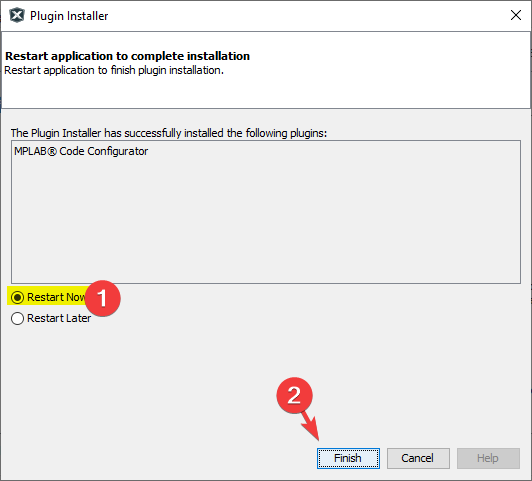 Plugin Installer
Restart application to complete installation
Restart application to finish plugin installation.
The Plugin Installer has successfully installed the following plugins:
MPLAB® Code Configurator
Restart Now
1
Restart Later
2
Finish
Cancel
Help